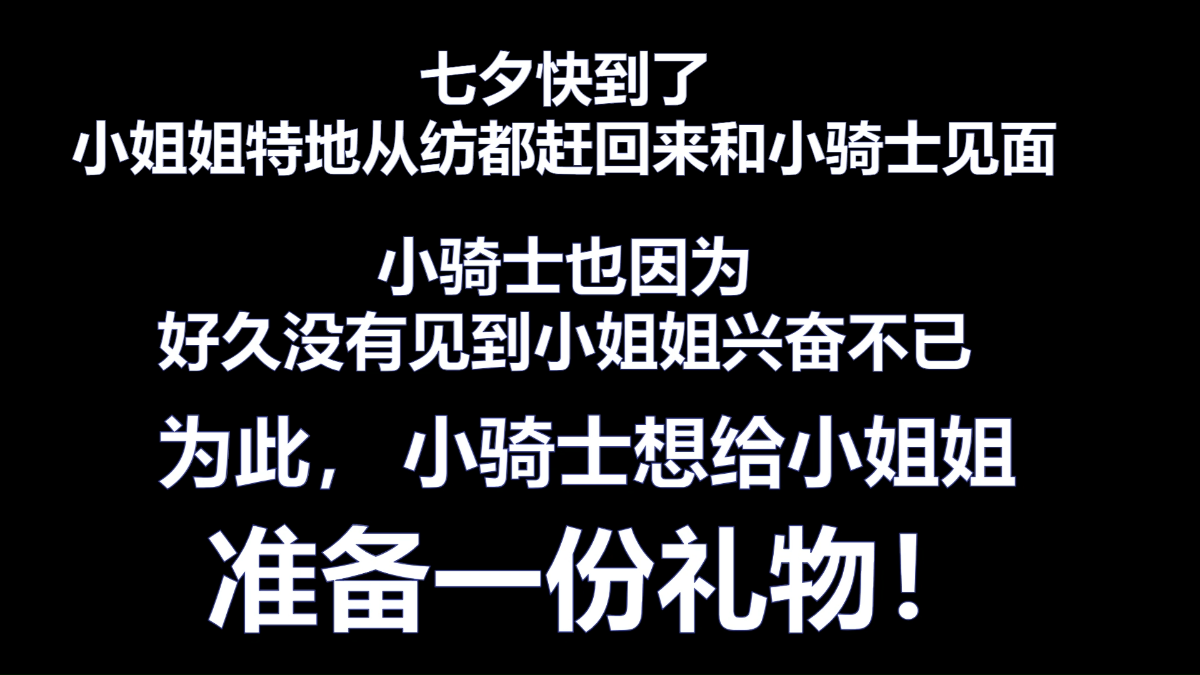 七夕快到了
小姐姐特地从纺都赶回来和小骑士见面
小骑士也因为
好久没有见到小姐姐兴奋不已
为此，小骑士想给小姐姐
准备一份礼物！